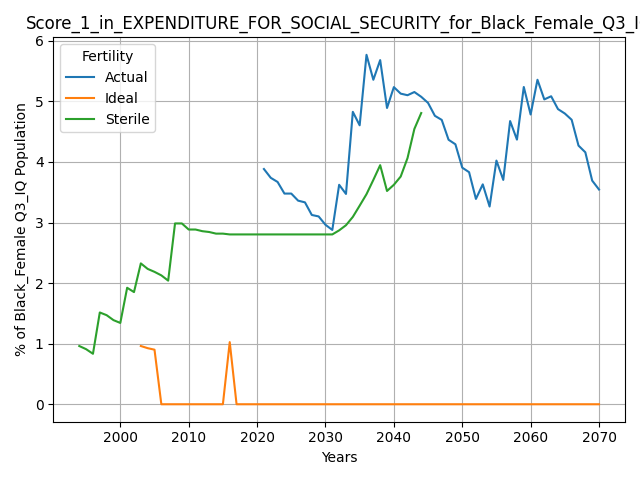 Score_1_in_EXPENDITURE_FOR_SOCIAL_SECURITY_for_Black_Female_Q3_I
Fertility
Actual
Ideal
Sterile
% of Black_Female Q3_IQ Population
6
5
4
3
2
1
0
2000 2010 2020 2030 2040 2050 2060 2070
Years